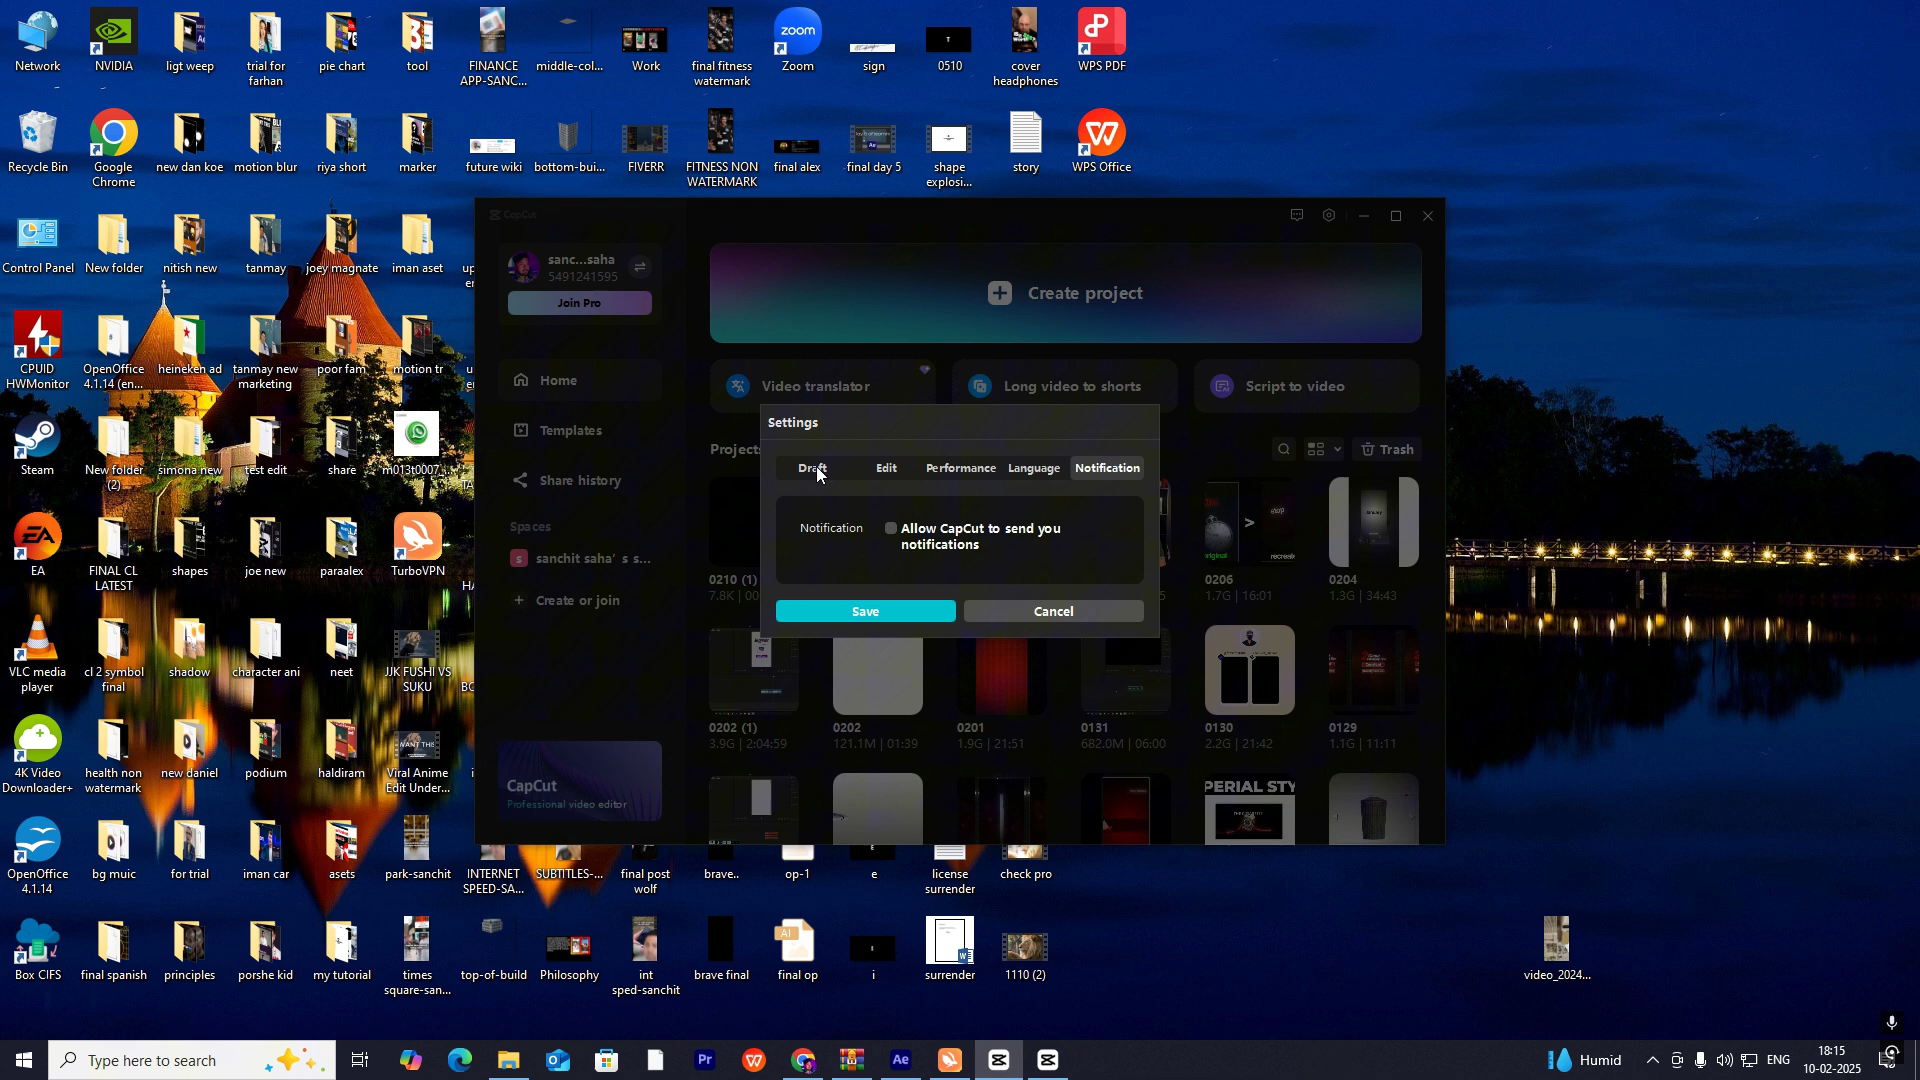 Network
NVIDIA
ligt weep
trial for
farhan
pie chart
tool
FINANCE
APP-SANC...
middle-col...
Work
final fitness
watermark
Zoom
zoom
sign
0510
cover
headphones
WPS PDF
Recycle Bin
Google
Chrome
new dan koe
motion blur
riya short
marker
future wiki
bottom-bui...
FIVERR
FITNESS NON
WATERMARK
final alex
final day 5
shape
explosi...
story
WPS Office
Control Panel
New folder
nitish new
tanmay
joey magnate
iman aset
CPUID
HWMonitor
OpenOffice
4.1.14 (en...
heineken ad
tanmay new
marketing
poor fam
motion tr
Steam
New folder
(2)
simona new
test edit
share
m013t0007_...
EA
FINAL CL
LATEST
shapes
joe new
paraalex
TurboVPN
VLC media
player
cl 2 symbol
final
shadow
character ani
neet
JJK FUSHI VS
SUKU
4K Video
Downloader+
health non
watermark
new daniel
podium
haldiram
Viral Anime
Edit Under...
OpenOffice
4.1.14
bg muic
for trial
iman car
asets
park-sanchit
INTERNET
SPEED-SA...
SUBTITLES-...
final post
wolf
brave..
op-1
e
license
surrender
check pro
Box CIFS
final spanish
principles
porshe kid
my tutorial
times
square-san...
top-of-build
Philosophy
int
sped-sanchit
brave final
final op
i
surrender
1110 (2)
video_2024...
CapCut
sanc...saha
5491241595
Join Pro
Home
Templates
Share history
Spaces
s
sanchit saha's s...
+ Create or join
CapCut
Professional video editor
Create project
Video translator
Long video to shorts
Script to video
Projects
Trash
Settings
Draft
Edit
Performance
Language
Notification
Notification
Allow CapCut to send you
notifications
Save
Cancel
0210 (1)
7.8K | 00
0206
1.7G | 16:01
0204
1.3G | 34:43
0202 (1)
3.9G | 2:04:59
0202
121.1M | 01:39
0201
1.9G | 21:51
0131
682.0M | 06:00
0130
2.2G | 21:42
0129
1.1G | 11:11
PERIAL STY
Type here to search
Pr
Ae
Humid
ENG
18:15
10-02-2025